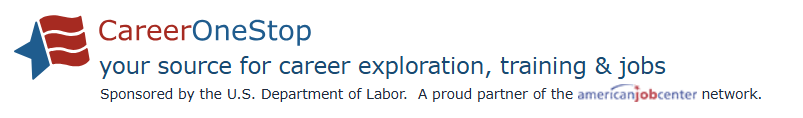 CareerOneStop
your source for career exploration, training & jobs
Sponsored by the U.S. Department of Labor. A proud partner of the americanjobcenter network.